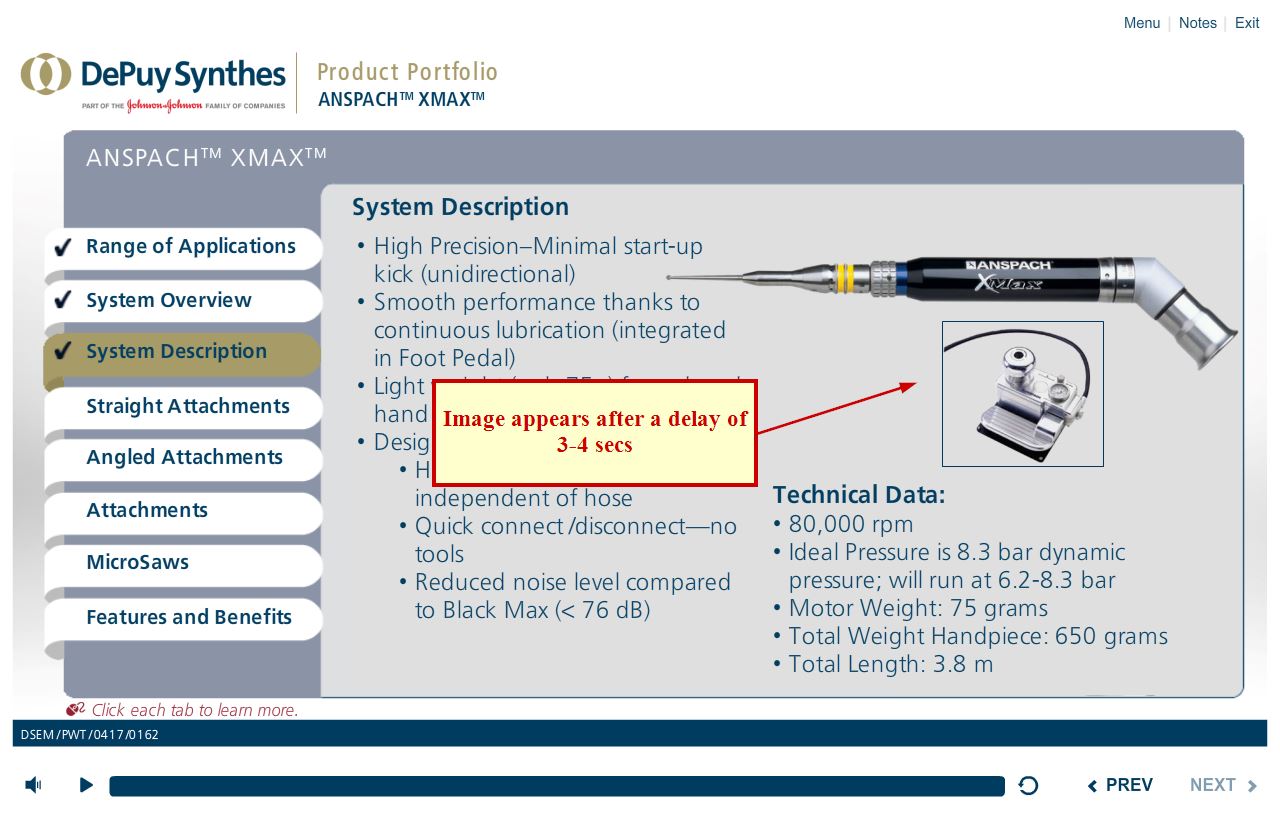 Menu | Notes | Exit
DePuy Synthes
PART OF THE Johnson & Johnson FAMILY OF COMPANIES
Product Portfolio
ANSPACH™ XMAX™
ANSPACH™ XMAX™
Range of Applications
System Overview
System Description
Straight Attachments
Angled Attachments
Attachments
MicroSaws
Features and Benefits
System Description
• High Precision–Minimal start-up
kick (unidirectional)
• Smooth performance thanks to
continuous lubrication (integrated
in Foot Pedal)
• Light
hand
• Desig
•
independent of hose
• Quick connect /disconnect—no
tools
• Reduced noise level compared
to Black Max (< 76 dB)
Image appears after a delay of
3-4 secs
ANSPACH
XMax
Technical Data:
• 80,000 rpm
• Ideal Pressure is 8.3 bar dynamic
pressure; will run at 6.2-8.3 bar
• Motor Weight: 75 grams
• Total Weight Handpiece: 650 grams
• Total Length: 3.8 m
Click each tab to learn more.
DSEM/PWT/0417/0162
PREV
NEXT